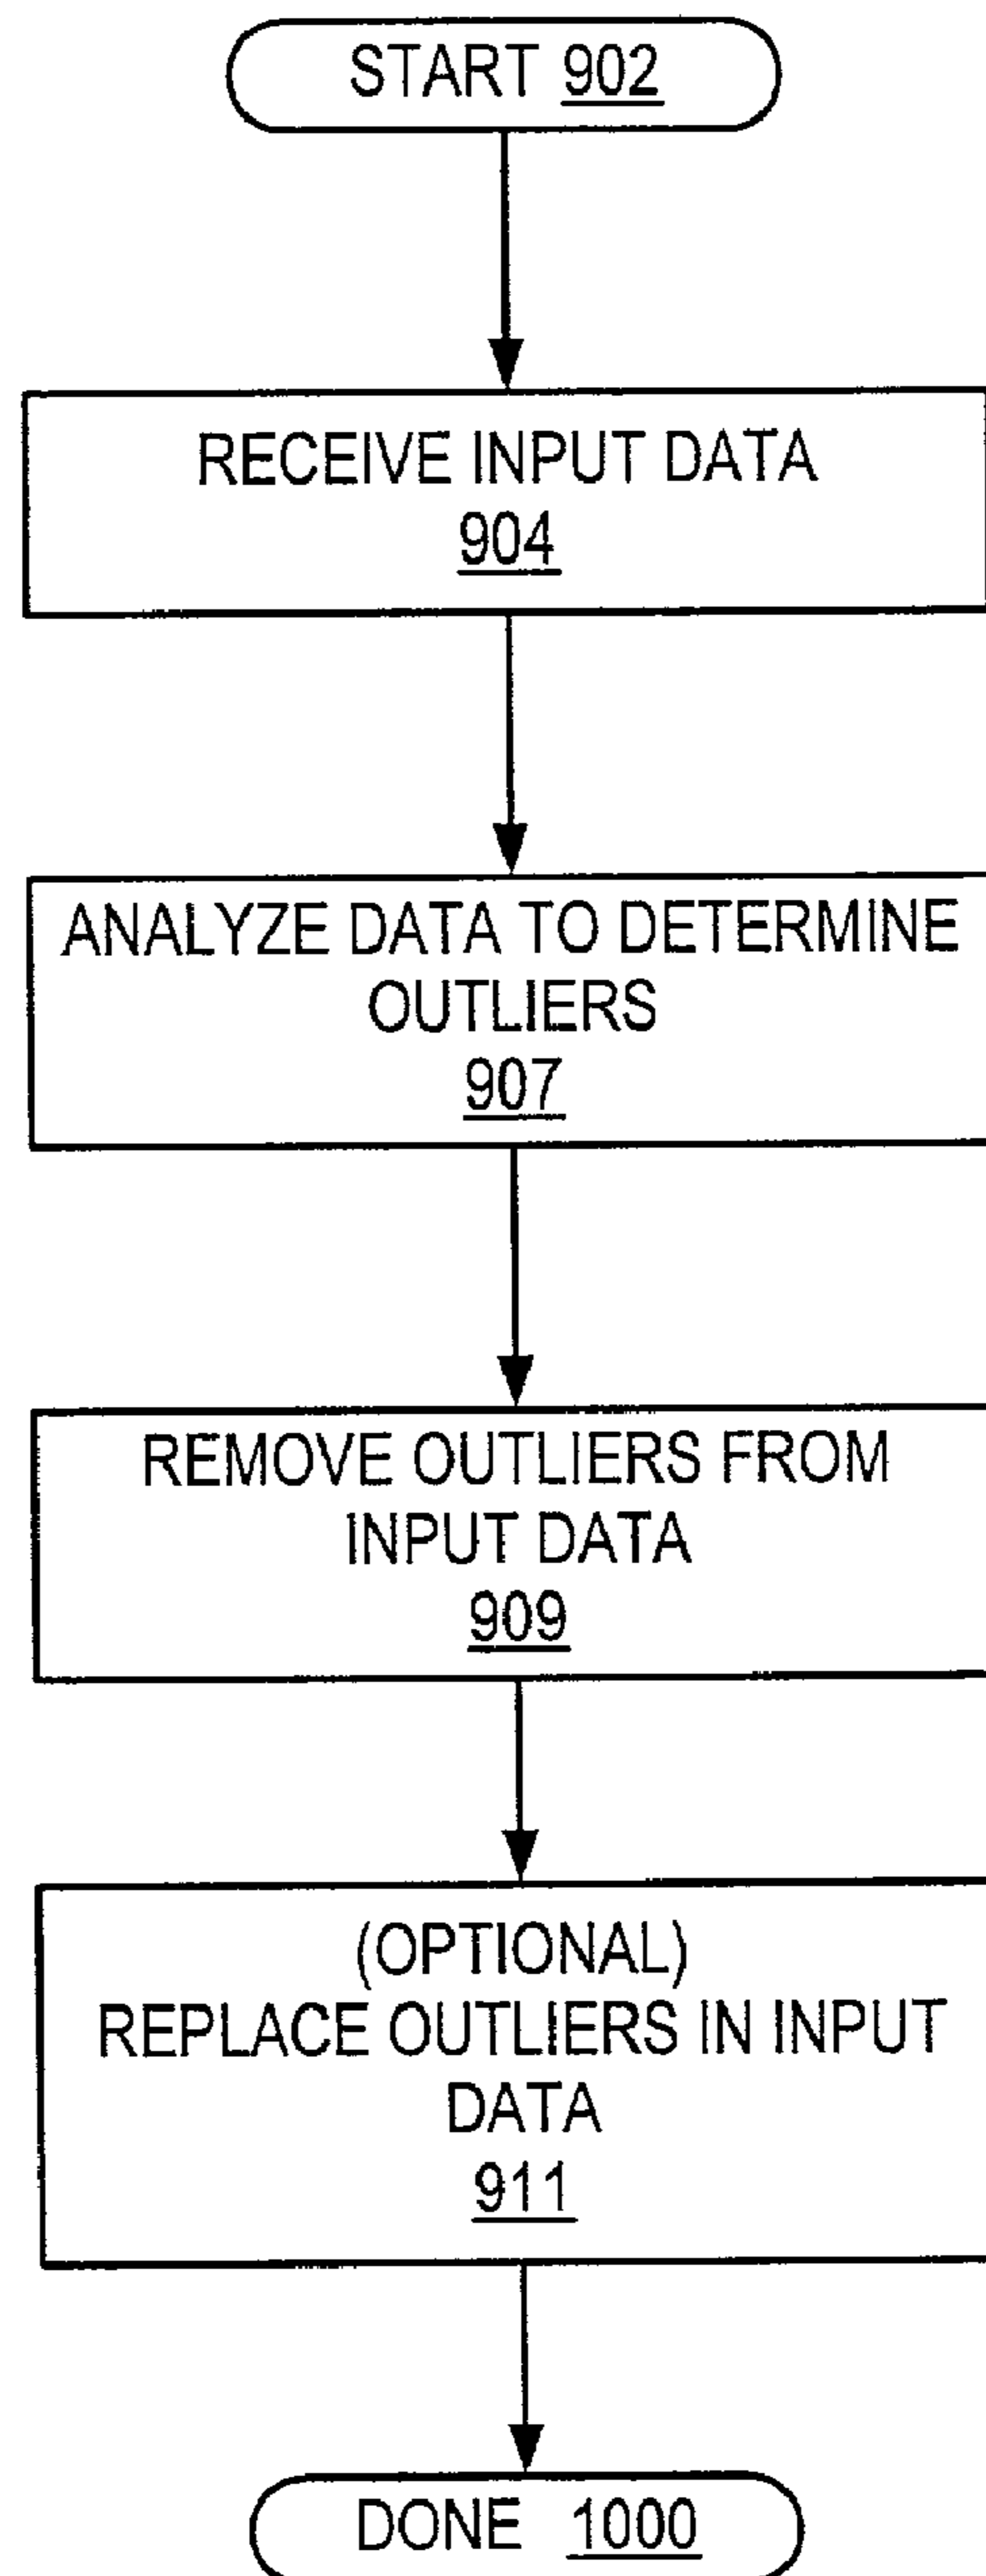 START 902
RECEIVE INPUT DATA
904
ANALYZE DATA TO DETERMINE
OUTLIERS
907
REMOVE OUTLIERS FROM
INPUT DATA
909
(OPTIONAL)
REPLACE OUTLIERS IN INPUT
DATA
911
DONE 1000